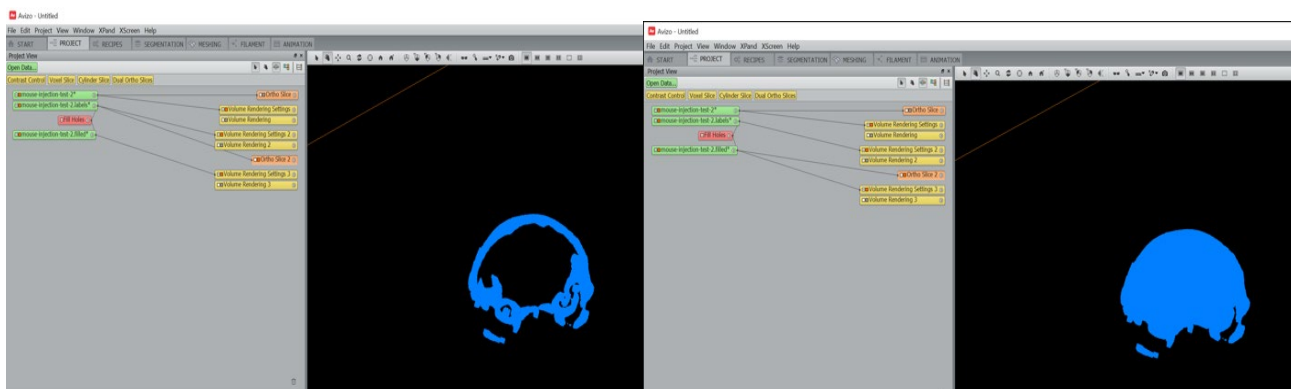 Avizo - Untitled
File Edit Project View Window XPand XScreen Help
START PROJECT RECIPES SEGMENTATION MESHING FILAMENT ANIMATION
Project View
Open Data...
Contrast Control Voxel Slice Cylinder Slice Dual Ortho Slices
mouse-injection-test-2*
Ortho Slice
mouse-injection-test-2.labels*
Volume Rendering Settings
Fill Holes
Volume Rendering
mouse-injection-test-2.filled*
Volume Rendering Settings 2
Volume Rendering 2
Ortho Slice 2
Volume Rendering Settings 3
Volume Rendering 3
Avizo - Untitled
File Edit Project View Window XPand XScreen Help
START PROJECT RECIPES SEGMENTATION MESHING FILAMENT ANIMATION
Project View
Open Data...
Contrast Control Voxel Slice Cylinder Slice Dual Ortho Slices
mouse-injection-test-2*
Ortho Slice
mouse-injection-test-2.labels*
Volume Rendering Settings
Fill Holes
Volume Rendering
mouse-injection-test-2.filled*
Volume Rendering Settings 2
Volume Rendering 2
Ortho Slice 2
Volume Rendering Settings 3
Volume Rendering 3